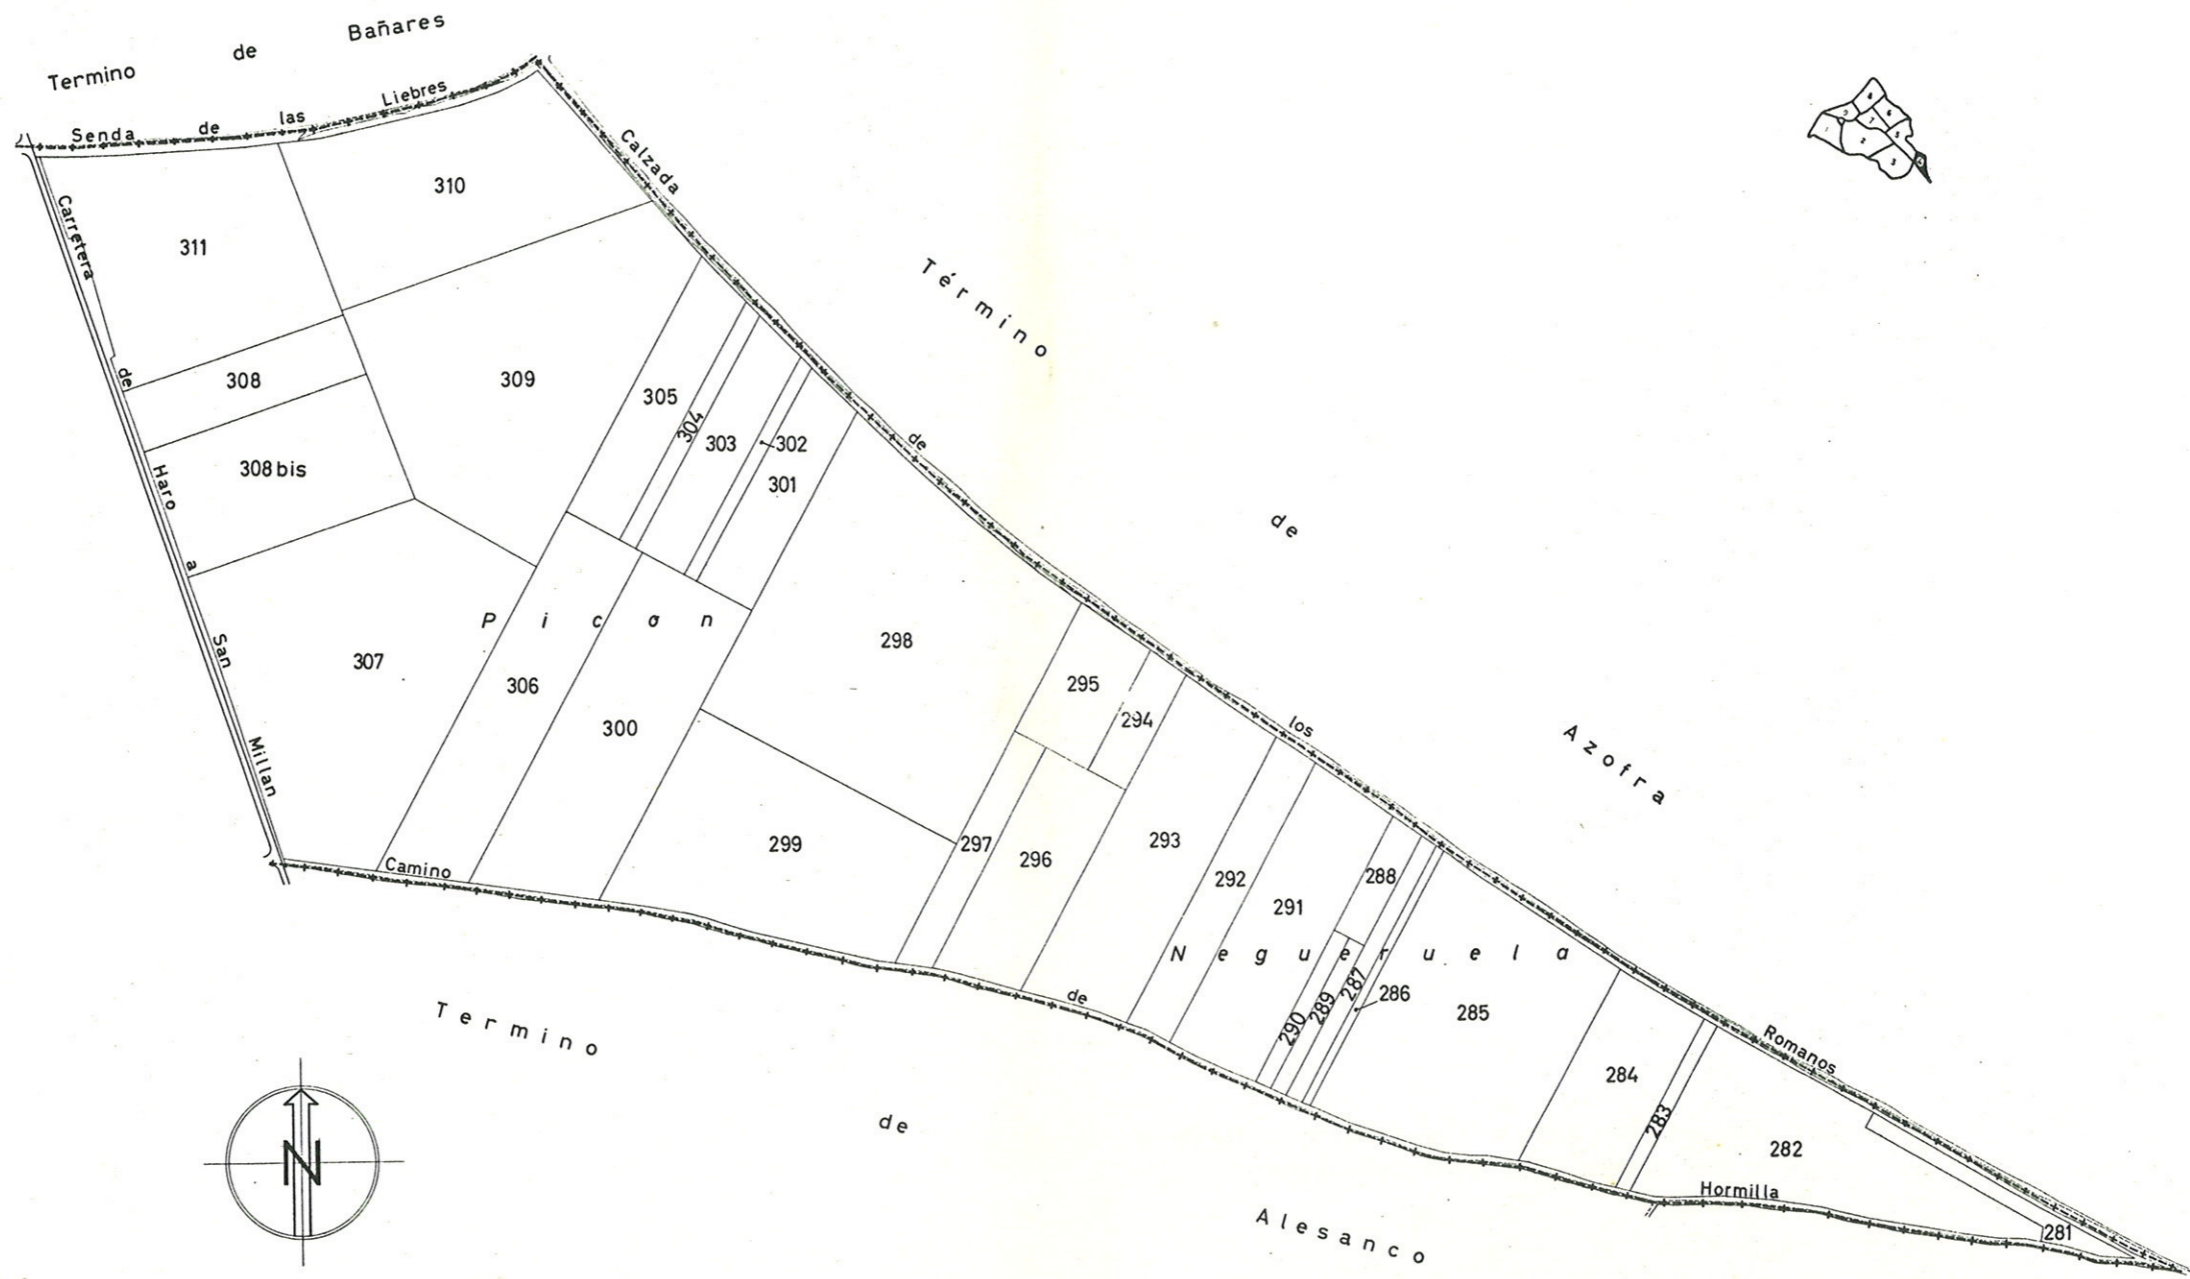 Termino de Bañares
Senda de las Liebres
Carretera de Haro a San Millan
Calzada de los Romanos
Término de Azofra
310
311
309
308
308 bis
305
304
303
302
301
Picon
307
306
300
298
299
295
294
297
296
293
292
291
288
Negueruela
290
289
287
286
285
284
283
282
281
Camino de Hormilla
Termino de Alesanco
N